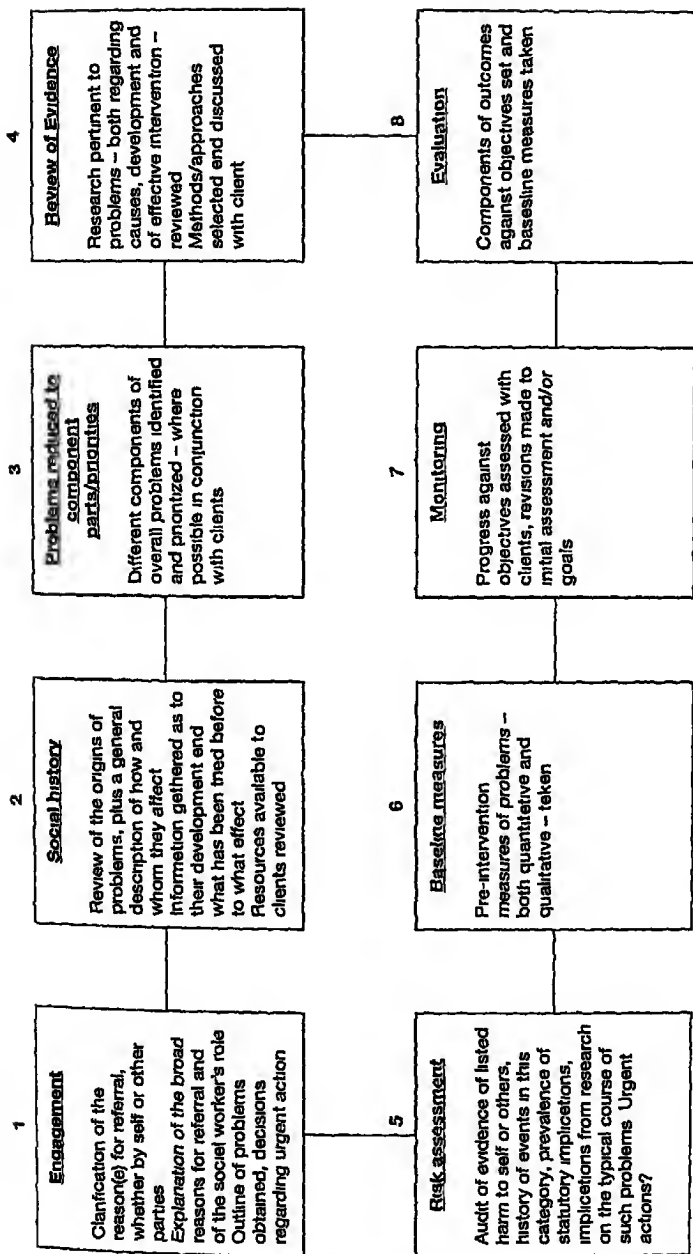 1
Engagement
Clarification of the
reason(e) for referral,
whether by self or other
parties
Explanation of the broad
reasons for referral and
of the social worker's role
Outline of problems
obtained, decisions
regarding urgent action
2
Social history
Review of the origins of
problems, plus a general
description of how and
whom they affect
Information gethered as to
their development end
what has been tned before
to what effect
Resources available to
clients reviewed
3
Problems reduced to
component
parts/priorities
Different components of
overall problems identified
and prioritized – where
possible in conjunction
with clients
4
Review of Evidence
Research pertinent to
problems – both regarding
causes, development and
of effective intervention –
reviewed
Methods/approaches
selected end discussed
with client
5
Risk assessment
Audit of evidence of listed
harm to self or others,
history of events in this
category, prevalence of
statutory implicetions,
implicetions from research
on the typical course of
such problems Urgent
actions?
6
Baseline measures
Pre-intervention
measures of problems –
both quantitetive and
qualitative – teken
7
Monitoring
Progress against
objectives assessed with
clients, revisions made to
initial assessment and/or
goals
8
Evaluation
Components of outcomes
against objectives set and
basesline measures taken